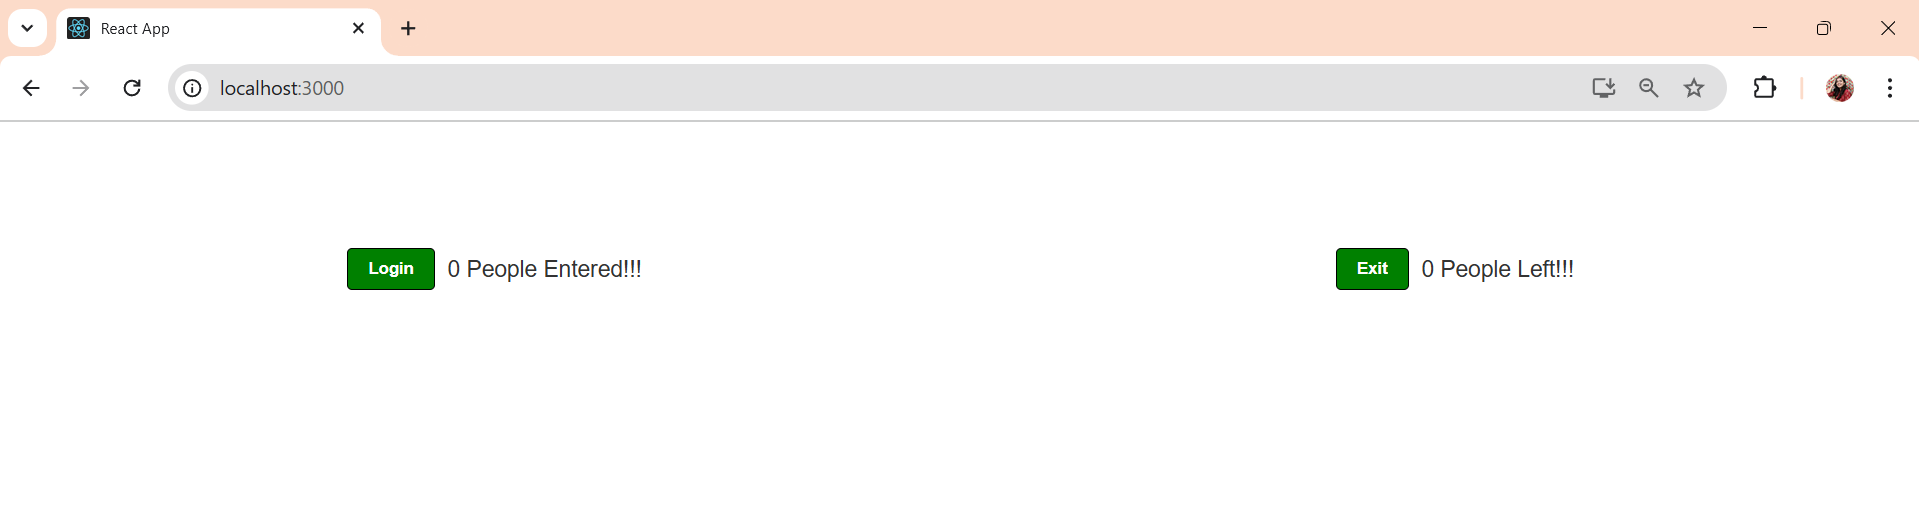 React App
localhost:3000
Login 0 People Entered!!! Exit 0 People Left!!!